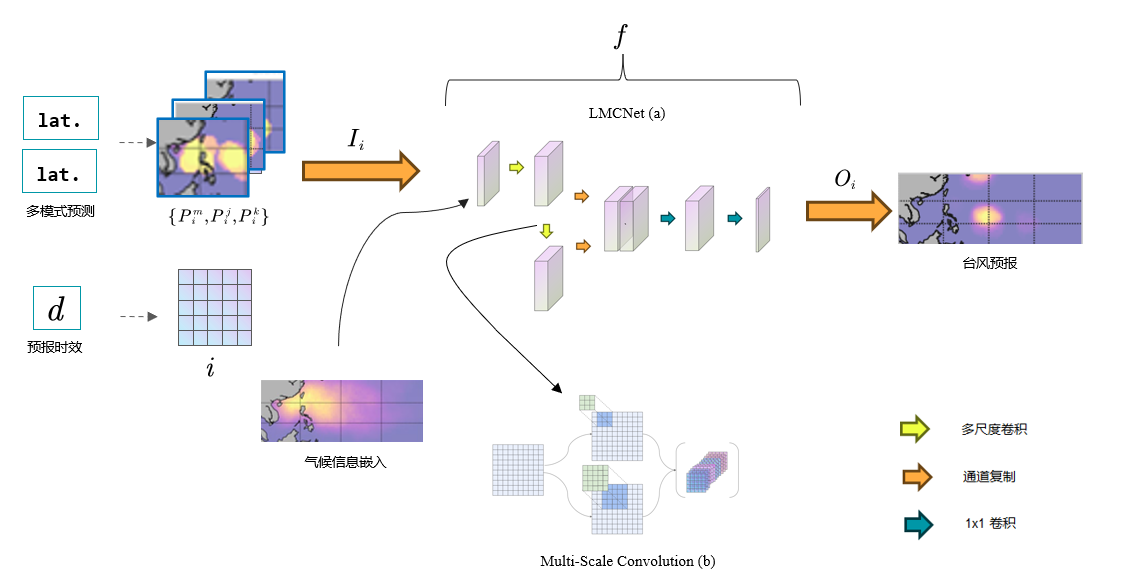 f
LMCNet (a)
lat.
lat.
多模式预测
{P_i^m, P_i^j, P_i^k}
I_i
O_i
台风预报
d
预报时效
i
气候信息嵌入
多尺度卷积
通道复制
1x1 卷积
Multi-Scale Convolution (b)